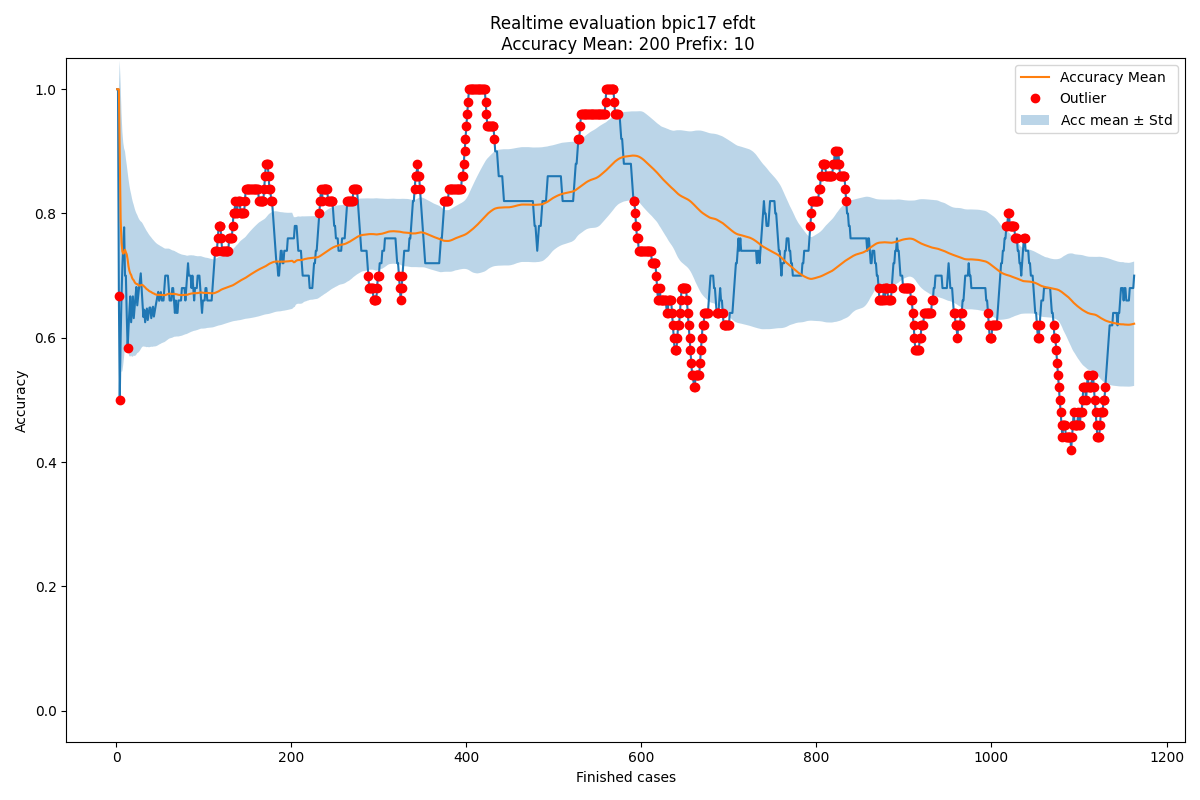 Realtime evaluation bpic17 efdt
Accuracy Mean: 200 Prefix: 10
Accuracy Mean
Outlier
Acc mean ± Std
Accuracy
1.0
0.8
0.6
0.4
0.2
0.0
0
200
400
600
800
1000
1200
Finished cases